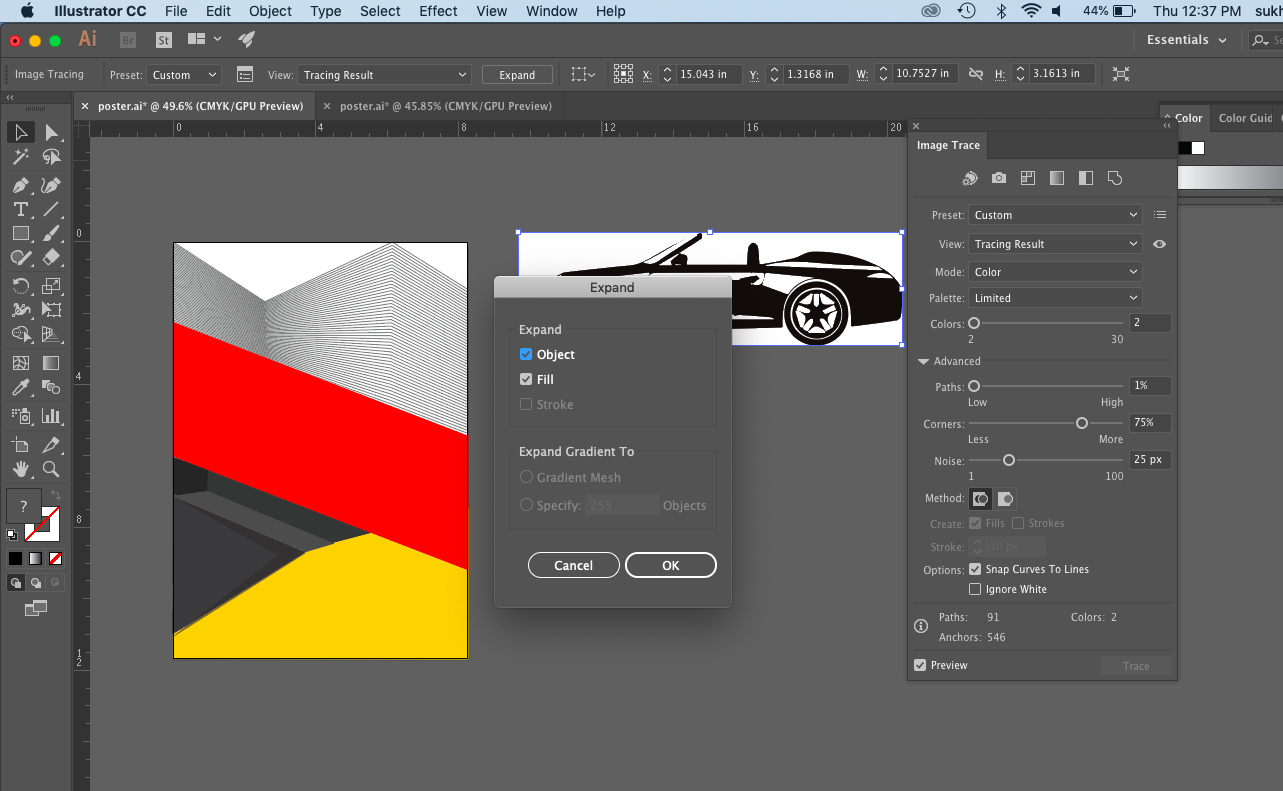 Illustrator CC File Edit Object Type Select Effect View Window Help 44% Thu 12:37 PM sukh
Ai Br St Essentials Se
Image Tracing Preset: Custom View: Tracing Result Expand X: 15.043 in Y: 1.3168 in W: 10.7527 in H: 3.1613 in
× poster.ai* @ 49.6% (CMYK/GPU Preview) × poster.ai* @ 45.85% (CMYK/GPU Preview)
Color Color Guid
0 4 8 12 16 20
Image Trace
Preset: Custom
0
View: Tracing Result
Mode: Color
Expand
Palette: Limited
Colors: 2
Expand
2 30
Object
Advanced
4
Fill
Paths: 1%
Stroke
Low High
Corners: 75%
Less More
Expand Gradient To
Noise: 25 px
Gradient Mesh
1 100
Specify: 255 Objects
Method:
?
8
Create: Fills Strokes
Stroke: 10 px
Cancel OK
Options: Snap Curves To Lines
Ignore White
Paths: 91 Colors: 2
Anchors: 546
12
Preview Trace